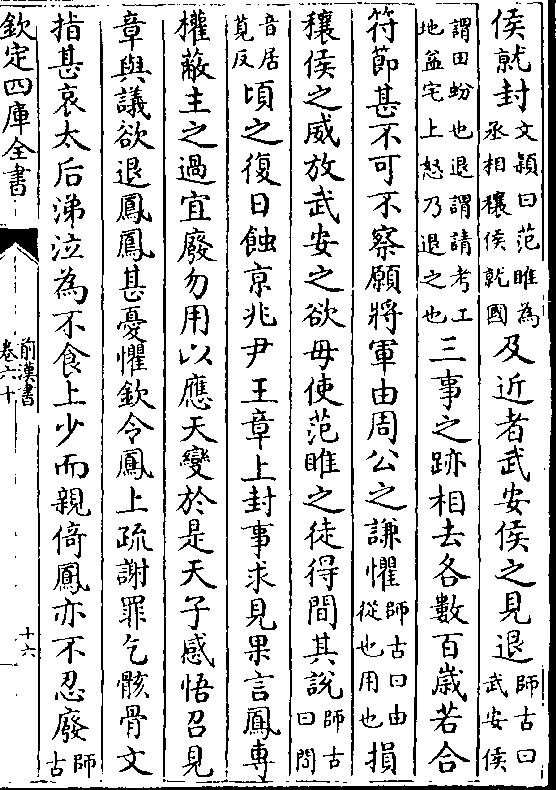 侯就封文穎曰范睢為丞相穰侯就國及近者武安侯之見退師古曰武安侯
謂田蚡也退謂請考工地益宅上怒乃退之也三事之跡相去各數百歲若合
符節甚不可不察願將軍由周公之謙懼師古曰由從也用也損
穰侯之威放武安之欲毋使范睢之徒得間其說師古曰間
音居莧反頃之復日蝕京兆尹王章上封事求見果言鳳專
權蔽主之過宜廢勿用以應天變於是天子感悟召見
章與議欲退鳳鳳甚憂懼欽令鳳上疏謝罪乞骸骨文
指甚哀太后涕泣為不食上少而親倚鳳亦不忍廢師古
欽定四庫全書
前漢書
卷六十
十六